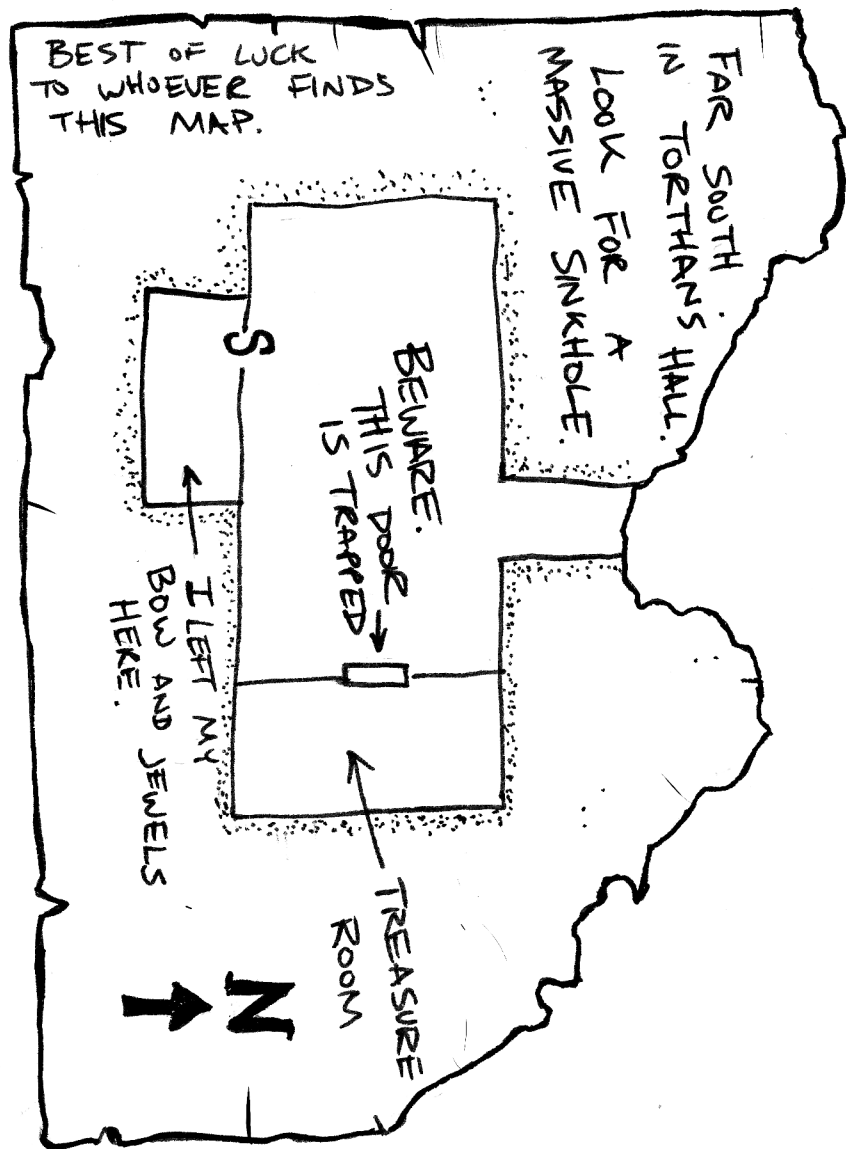 BEST OF LUCK
TO WHOEVER FINDS
THIS MAP.
FAR SOUTH
IN TORTHAN'S HALL.
LOOK FOR A
MASSIVE SINKHOLE.
S
BEWARE.
THIS DOOR
IS TRAPPED
I LEFT MY
BOW AND JEWELS
HERE.
TREASURE
ROOM
N